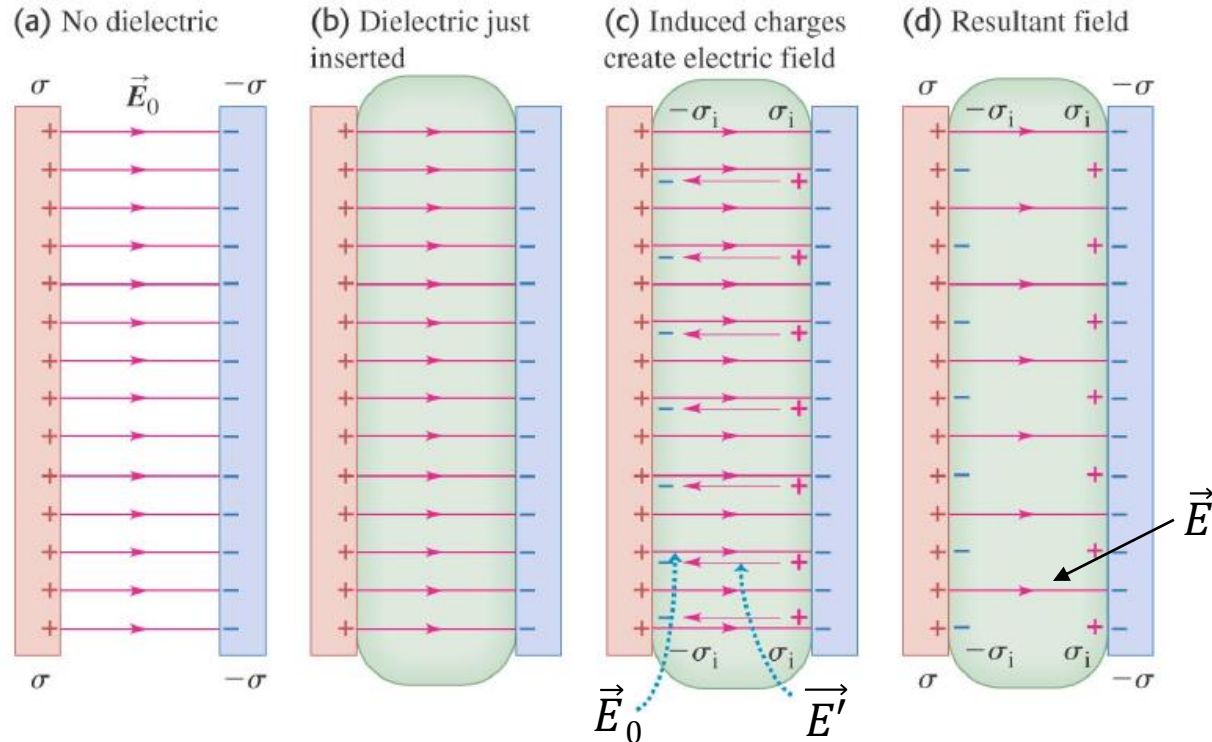 (a) No dielectric
σ
E⃗₀
−σ
σ
−σ
(b) Dielectric just
inserted
(c) Induced charges
create electric field
−σᵢ
σᵢ
−σᵢ
σᵢ
E⃗₀
E⃗'
(d) Resultant field
σ
−σ
−σᵢ
σᵢ
E⃗
−σᵢ
σᵢ
σ
−σ